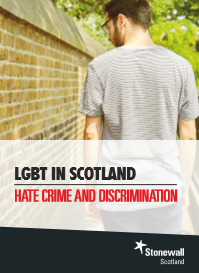 LGBT IN SCOTLAND
HATE CRIME AND DISCRIMINATION
Stonewall
Scotland